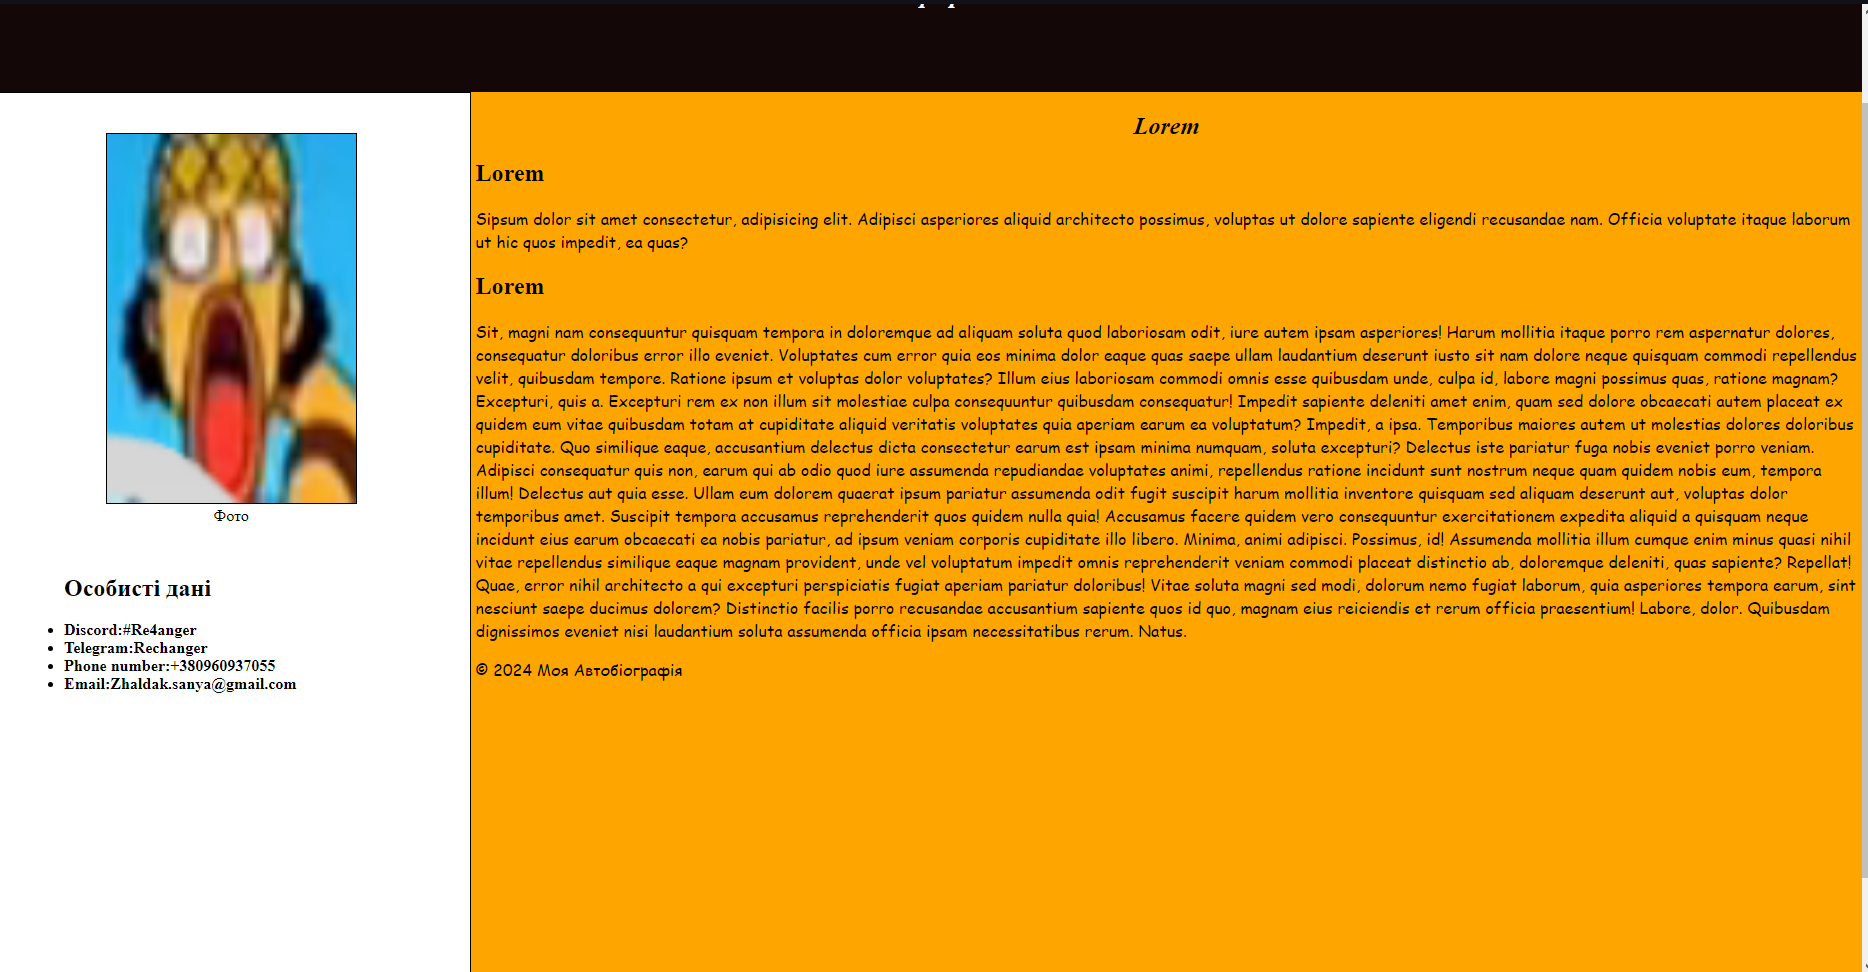 Фото
Особисті дані
Discord:#Re4anger
Telegram:Rechanger
Phone number:+380960937055
Email:Zhaldak.sanya@gmail.com
Lorem
Lorem
Sipsum dolor sit amet consectetur, adipisicing elit. Adipisci asperiores aliquid architecto possimus, voluptas ut dolore sapiente eligendi recusandae nam. Officia voluptate itaque laborum
ut hic quos impedit, ea quas?
Lorem
Sit, magni nam consequuntur quisquam tempora in doloremque ad aliquam soluta quod laboriosam odit, iure autem ipsam asperiores! Harum mollitia itaque porro rem aspernatur dolores,
consequatur doloribus error illo eveniet. Voluptates cum error quia eos minima dolor eaque quas saepe ullam laudantium deserunt iusto sit nam dolore neque quisquam commodi repellendus
velit, quibusdam tempore. Ratione ipsum et voluptas dolor voluptates? Illum eius laboriosam commodi omnis esse quibusdam unde, culpa id, labore magni possimus quas, ratione magnam?
Excepturi, quis a. Excepturi rem ex non illum sit molestiae culpa consequuntur quibusdam consequatur! Impedit sapiente deleniti amet enim, quam sed dolore obcaecati autem placeat ex
quidem eum vitae quibusdam totam at cupiditate aliquid veritatis voluptates quia aperiam earum ea voluptatum? Impedit, a ipsa. Temporibus maiores autem ut molestias dolores doloribus
cupiditate. Quo similique eaque, accusantium delectus dicta consectetur earum est ipsam minima numquam, soluta excepturi? Delectus iste pariatur fuga nobis eveniet porro veniam.
Adipisci consequatur quis non, earum qui ab odio quod iure assumenda repudiandae voluptates animi, repellendus ratione incidunt sunt nostrum neque quam quidem nobis eum, tempora
illum! Delectus aut quia esse. Ullam eum dolorem quaerat ipsum pariatur assumenda odit fugit suscipit harum mollitia inventore quisquam sed aliquam deserunt aut, voluptas dolor
temporibus amet. Suscipit tempora accusamus reprehenderit quos quidem nulla quia! Accusamus facere quidem vero consequuntur exercitationem expedita aliquid a quisquam neque
incidunt eius earum obcaecati ea nobis pariatur, ad ipsum veniam corporis cupiditate illo libero. Minima, animi adipisci. Possimus, id! Assumenda mollitia illum cumque enim minus quasi nihil
vitae repellendus similique eaque magnam provident, unde vel voluptatum impedit omnis reprehenderit veniam commodi placeat distinctio ab, doloremque deleniti, quas sapiente? Repellat!
Quae, error nihil architecto a qui excepturi perspiciatis fugiat aperiam pariatur doloribus! Vitae soluta magni sed modi, dolorum nemo fugiat laborum, quia asperiores tempora earum, sint
nesciunt saepe ducimus dolorem? Distinctio facilis porro recusandae accusantium sapiente quos id quo, magnam eius reiciendis et rerum officia praesentium! Labore, dolor. Quibusdam
dignissimos eveniet nisi laudantium soluta assumenda officia ipsam necessitatibus rerum. Natus.
© 2024 Моя Автобіографія